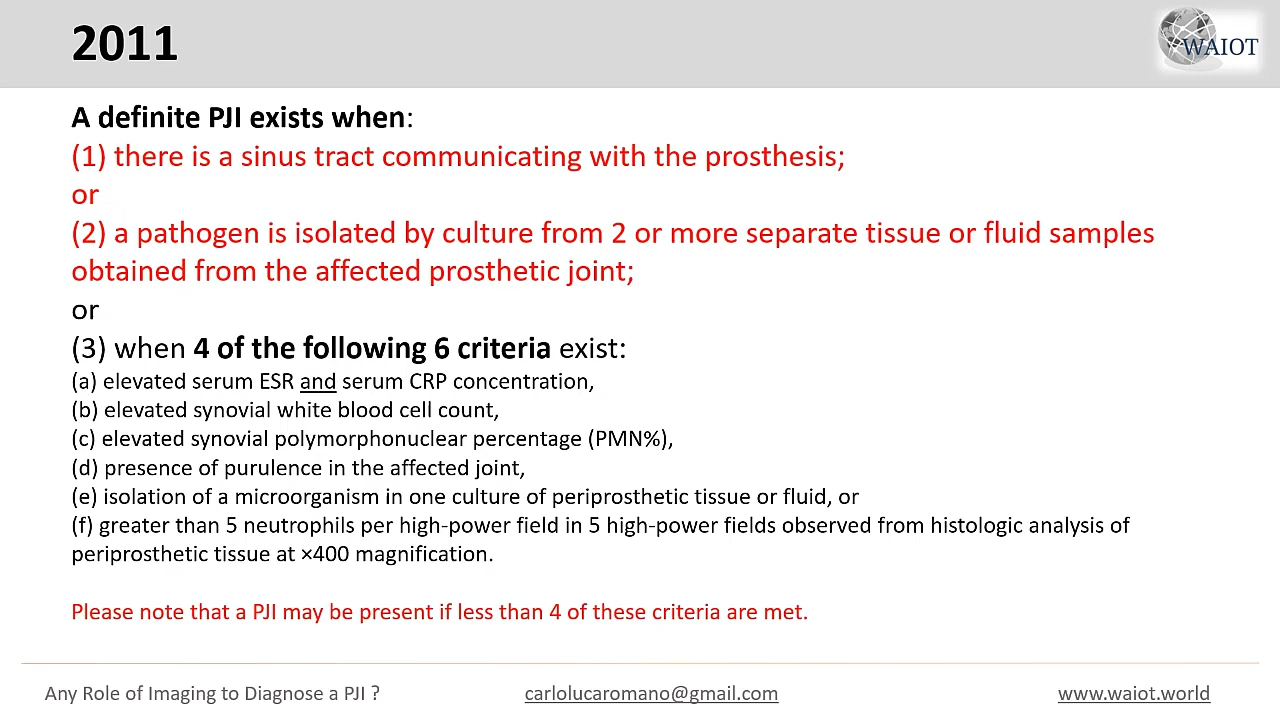 2011
WAIOT
A definite PJI exists when:
(1) there is a sinus tract communicating with the prosthesis;
or
(2) a pathogen is isolated by culture from 2 or more separate tissue or fluid samples
obtained from the affected prosthetic joint;
or
(3) when 4 of the following 6 criteria exist:
(a) elevated serum ESR and serum CRP concentration,
(b) elevated synovial white blood cell count,
(c) elevated synovial polymorphonuclear percentage (PMN%),
(d) presence of purulence in the affected joint,
(e) isolation of a microorganism in one culture of periprosthetic tissue or fluid, or
(f) greater than 5 neutrophils per high-power field in 5 high-power fields observed from histologic analysis of
periprosthetic tissue at ×400 magnification.
Please note that a PJI may be present if less than 4 of these criteria are met.
Any Role of Imaging to Diagnose a PJI ? carlolucaromano@gmail.com www.waiot.world